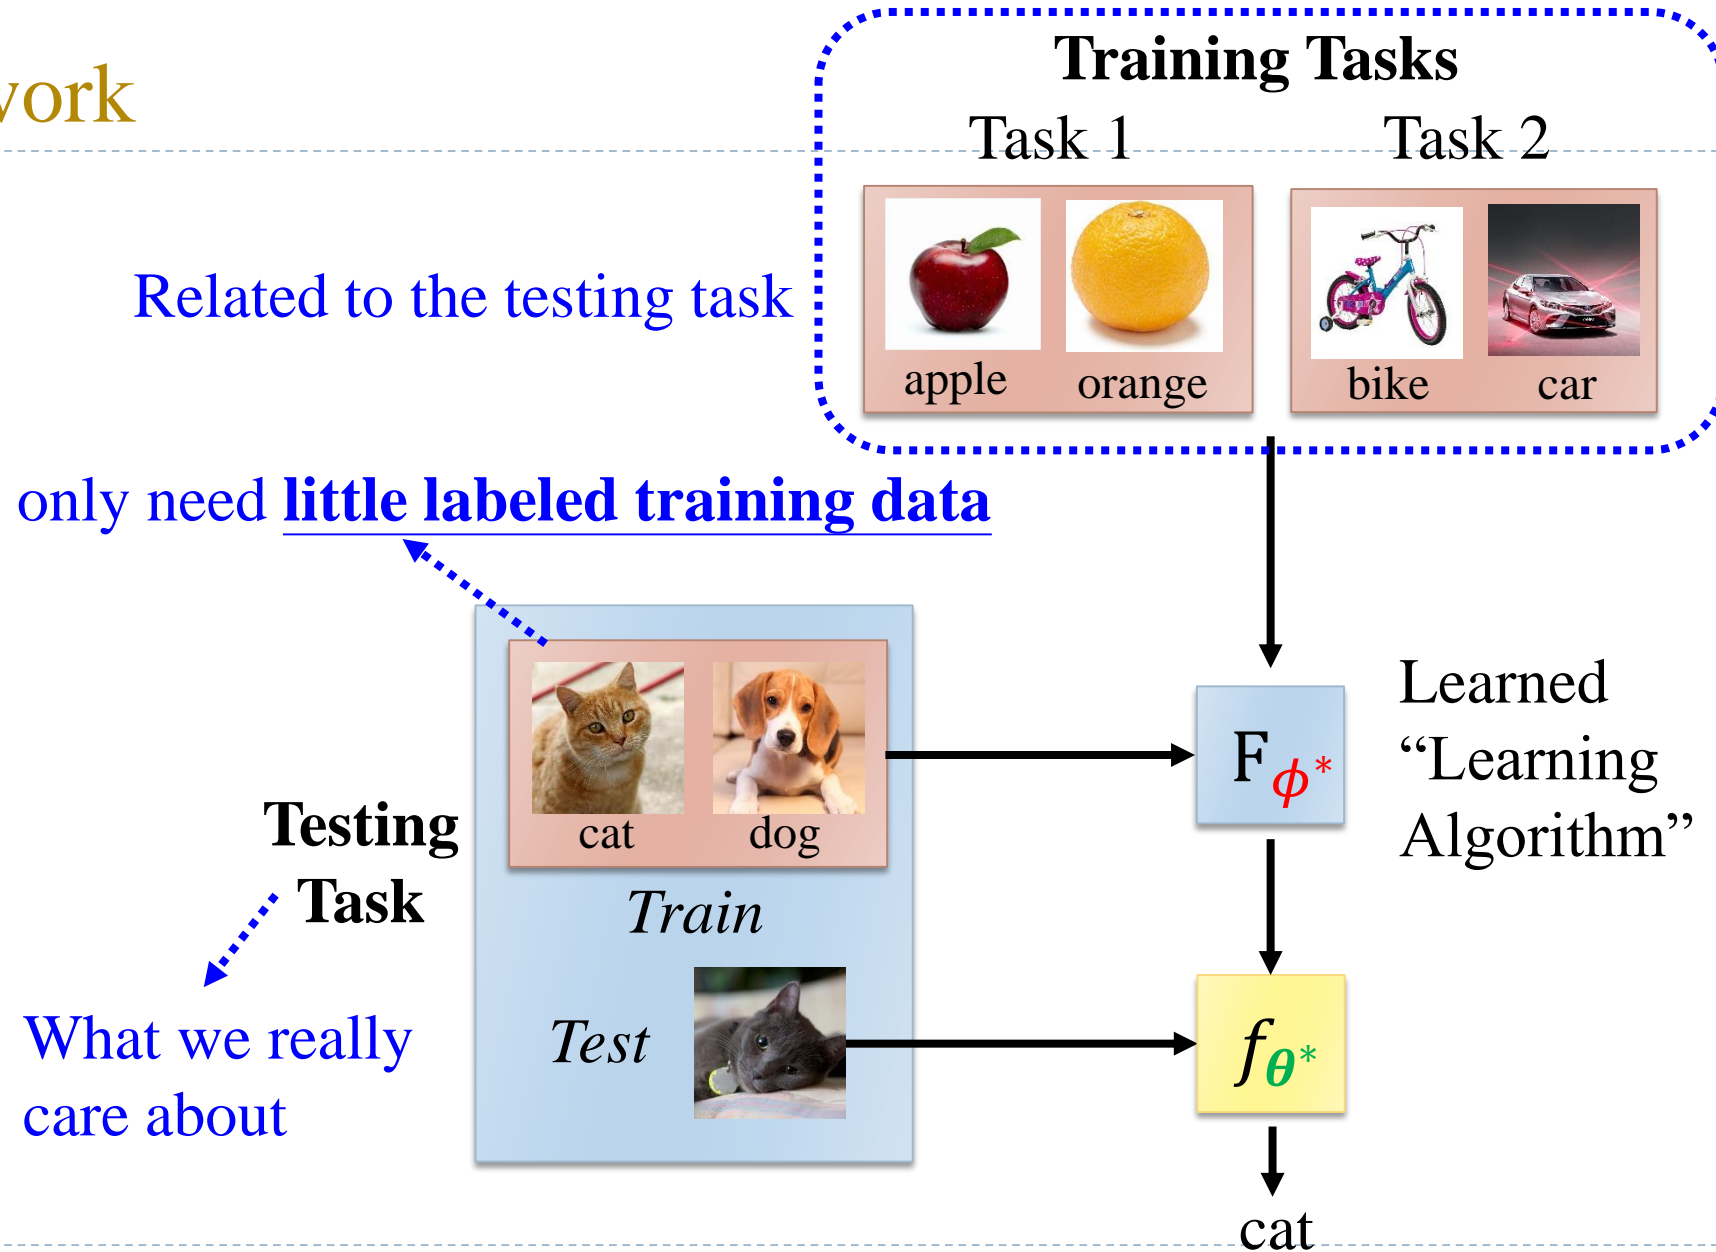 Training Tasks
Task 1
Task 2
Related to the testing task
apple
orange
bike
car
only need little labeled training data
cat
dog
Train
Testing
Task
Test
What we really
care about
F𝜙*
Learned
“Learning
Algorithm”
f𝜽*
cat